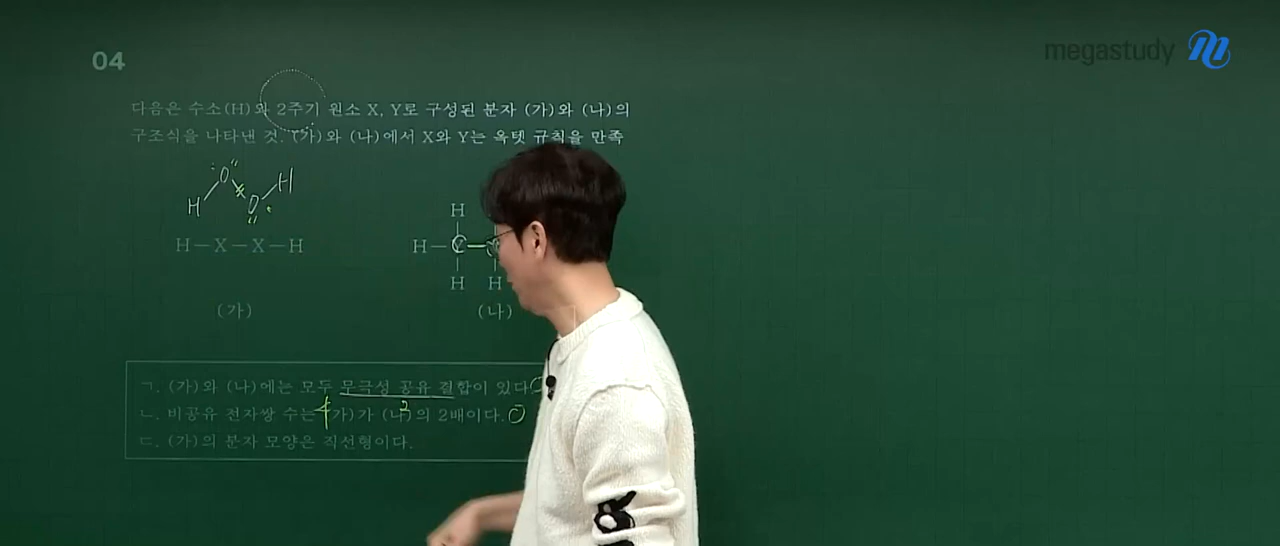 megastudy
04
다음은 수소(H)와 2주기 원소 X, Y로 구성된 분자 (가)와 (나)의
구조식을 나타낸 것. (가)와 (나)에서 X와 Y는 옥텟 규칙을 만족
O H
H O
H
H-X-X-H H-C-
H H
(가) (나)
ㄱ. (가)와 (나)에는 모두 무극성 공유 결합이 있다
ㄴ. 비공유 전자쌍 수는 4 (가)가 (나) 2 의 2배이다.
ㄷ. (가)의 분자 모양은 직선형이다.